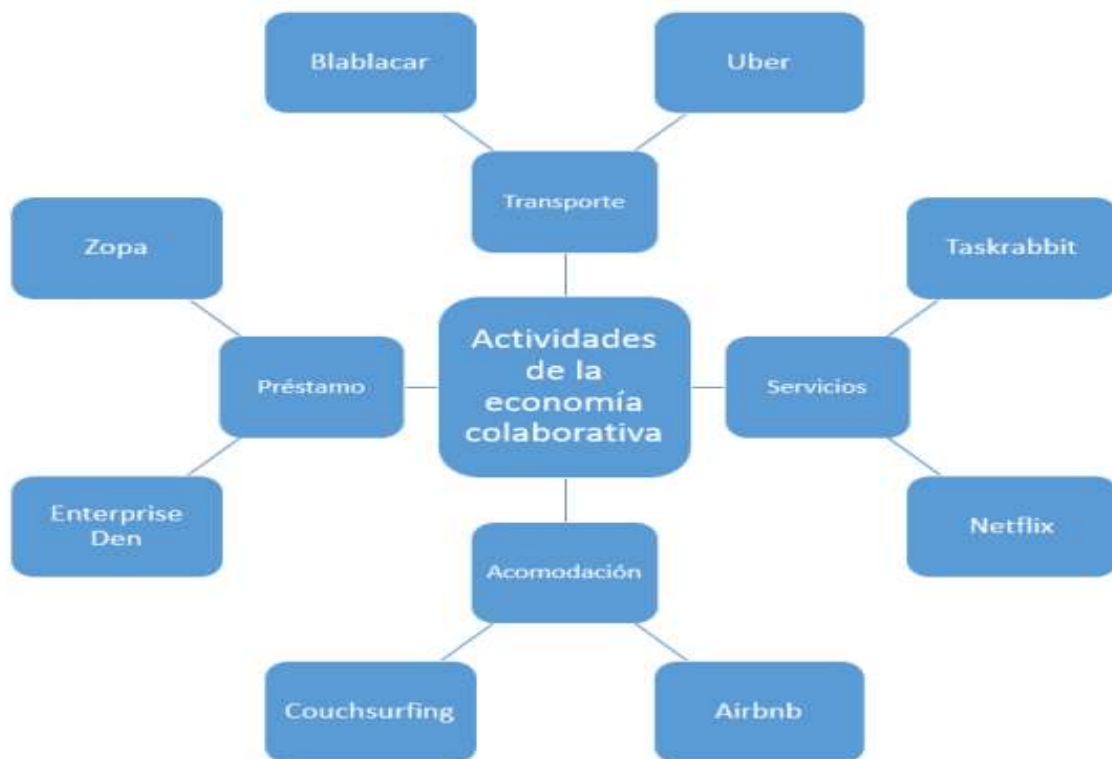 Blablacar
Uber
Transporte
Zopa
Taskrabbit
Actividades
de la
economía
colaborativa
Préstamo
Servicios
Enterprise
Den
Netflix
Acomodación
Couchsurfing
Airbnb